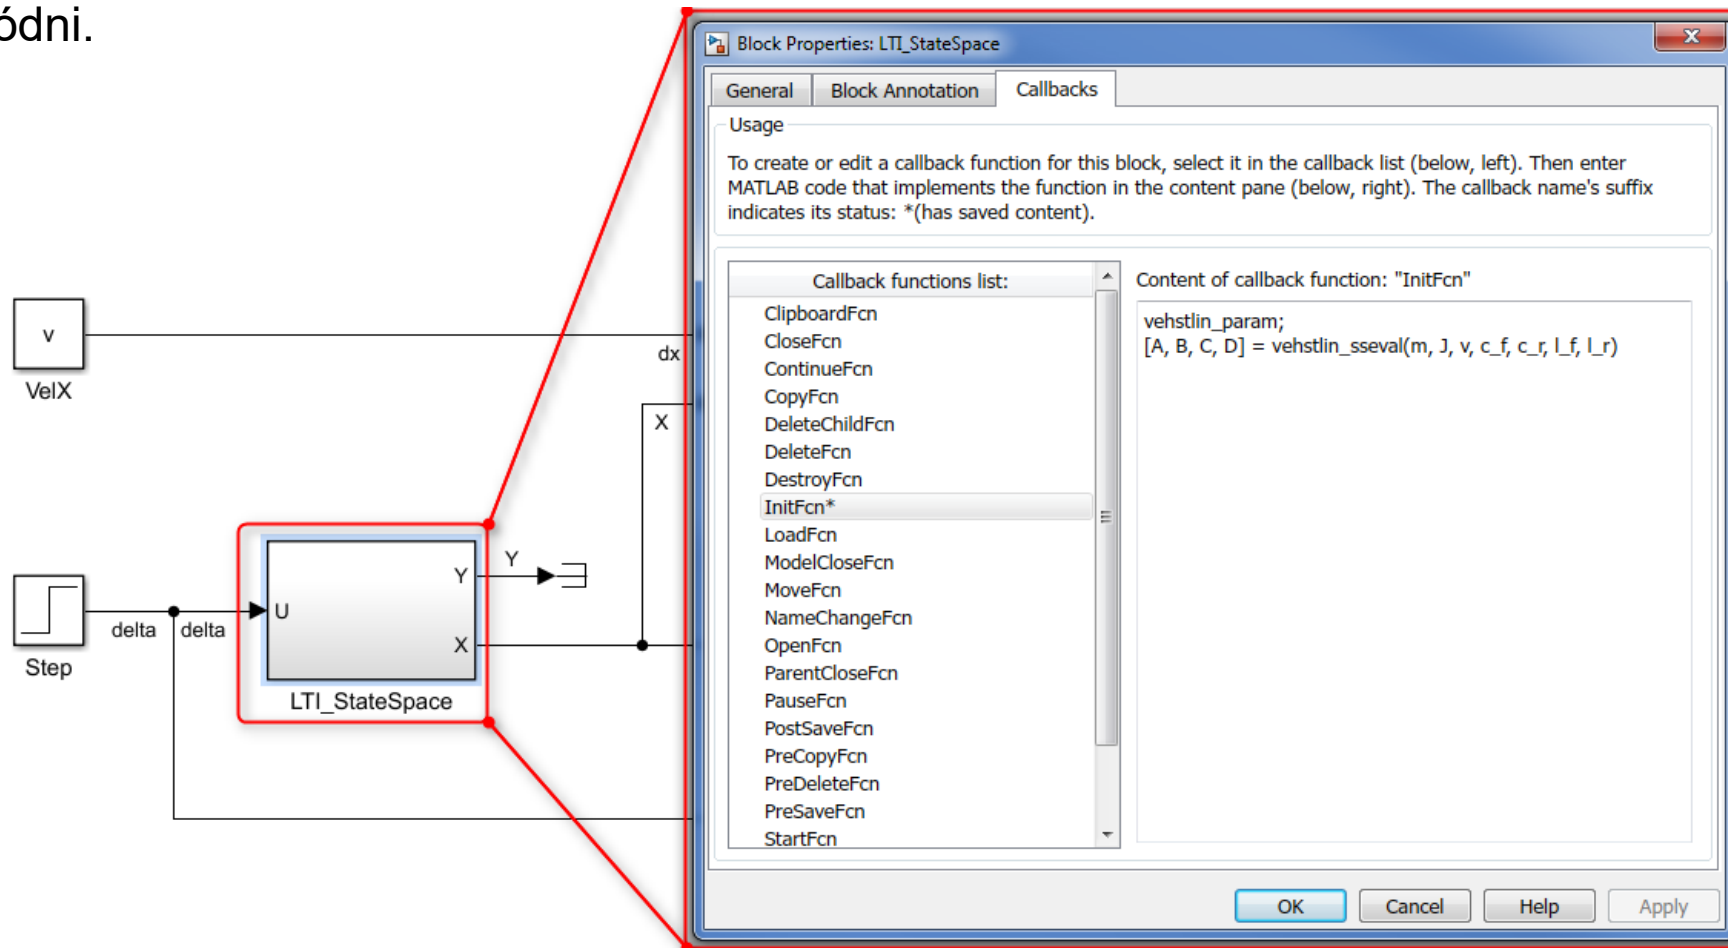 ódni.
v
VelX
dx
X
Step
delta
delta
U
Y
X
Y
LTI_StateSpace
Block Properties: LTI_StateSpace
General
Block Annotation
Callbacks
Usage
To create or edit a callback function for this block, select it in the callback list (below, left). Then enter
MATLAB code that implements the function in the content pane (below, right). The callback name's suffix
indicates its status: *(has saved content).
Callback functions list:
ClipboardFcn
CloseFcn
ContinueFcn
CopyFcn
DeleteChildFcn
DeleteFcn
DestroyFcn
InitFcn*
LoadFcn
ModelCloseFcn
MoveFcn
NameChangeFcn
OpenFcn
ParentCloseFcn
PauseFcn
PostSaveFcn
PreCopyFcn
PreDeleteFcn
PreSaveFcn
StartFcn
Content of callback function: "InitFcn"
vehstlin_param;
[A, B, C, D] = vehstlin_sseval(m, J, v, c_f, c_r, l_f, l_r)
OK
Cancel
Help
Apply